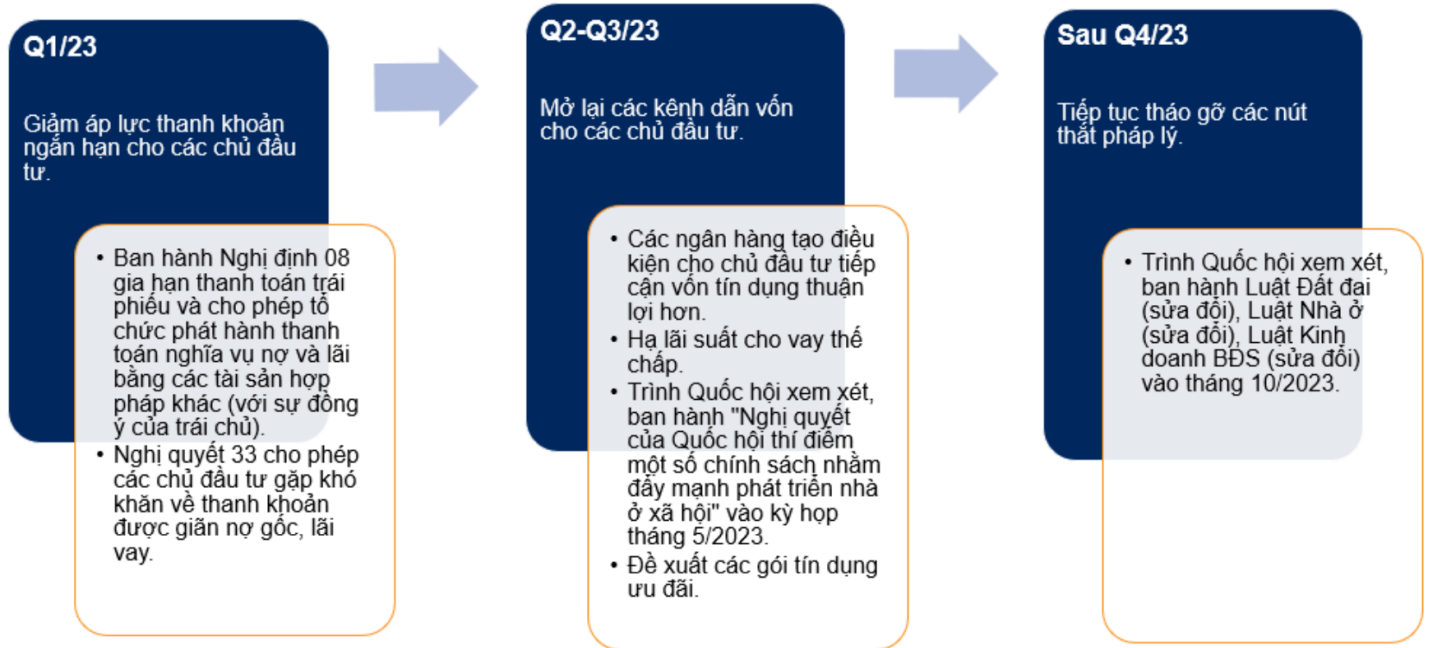 Q1/23
Giảm áp lực thanh khoản
ngắn hạn cho các chủ đầu
tư.
• Ban hành Nghị định 08
gia hạn thanh toán trái
phiếu và cho phép tổ
chức phát hành thanh
toán nghĩa vụ nợ và lãi
bằng các tài sản hợp
pháp khác (với sự đồng
ý của trái chủ).
• Nghị quyết 33 cho phép
các chủ đầu tư gặp khó
khăn về thanh khoản
được giãn nợ gốc, lãi
vay.
Q2-Q3/23
Mở lại các kênh dẫn vốn
cho các chủ đầu tư.
• Các ngân hàng tạo điều
kiện cho chủ đầu tư tiếp
cận vốn tín dụng thuận
lợi hơn.
• Hạ lãi suất cho vay thế
chấp.
• Trình Quốc hội xem xét,
ban hành "Nghị quyết
của Quốc hội thí điểm
một số chính sách nhằm
đẩy mạnh phát triển nhà
ở xã hội" vào kỳ họp
tháng 5/2023.
• Đề xuất các gói tín dụng
ưu đãi.
Sau Q4/23
Tiếp tục tháo gỡ các nút
thắt pháp lý.
• Trình Quốc hội xem xét,
ban hành Luật Đất đai
(sửa đổi), Luật Nhà ở
(sửa đổi), Luật Kinh
doanh BĐS (sửa đổi)
vào tháng 10/2023.